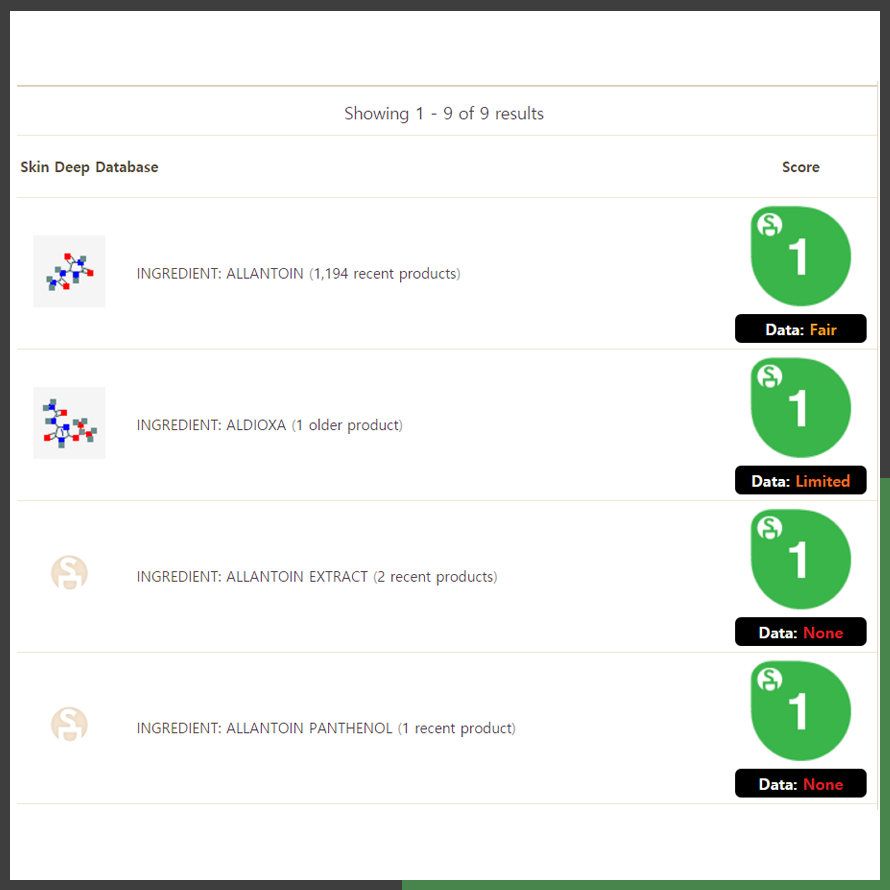 Showing 1 - 9 of 9 results
Skin Deep Database Score
INGREDIENT: ALLANTOIN (1,194 recent products)
1
Data: Fair
INGREDIENT: ALDIOXA (1 older product)
1
Data: Limited
INGREDIENT: ALLANTOIN EXTRACT (2 recent products)
1
Data: None
INGREDIENT: ALLANTOIN PANTHENOL (1 recent product)
1
Data: None